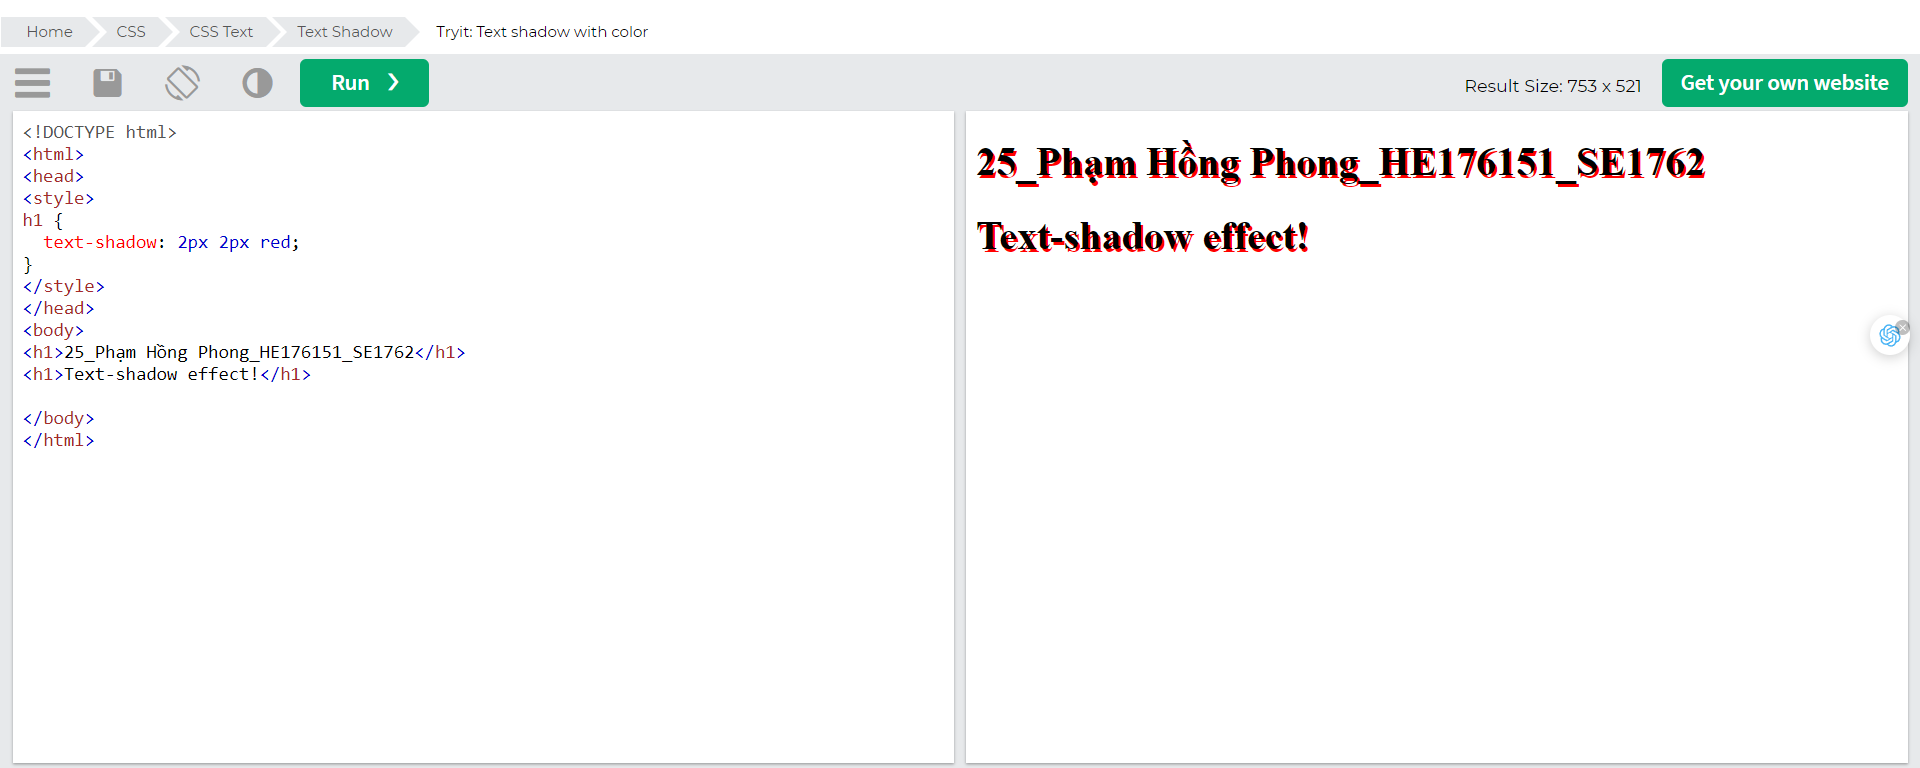 Home CSS CSS Text Text Shadow Tryit: Text shadow with color
Run ❯ Result Size: 753 x 521 Get your own website
<!DOCTYPE html>
<html>
<head>
<style>
h1 {
  text-shadow: 2px 2px red;
}
</style>
</head>
<body>
<h1>25_Phạm Hồng Phong_HE176151_SE1762</h1>
<h1>Text-shadow effect!</h1>
</body>
</html>
25_Phạm Hồng Phong_HE176151_SE1762
Text-shadow effect!